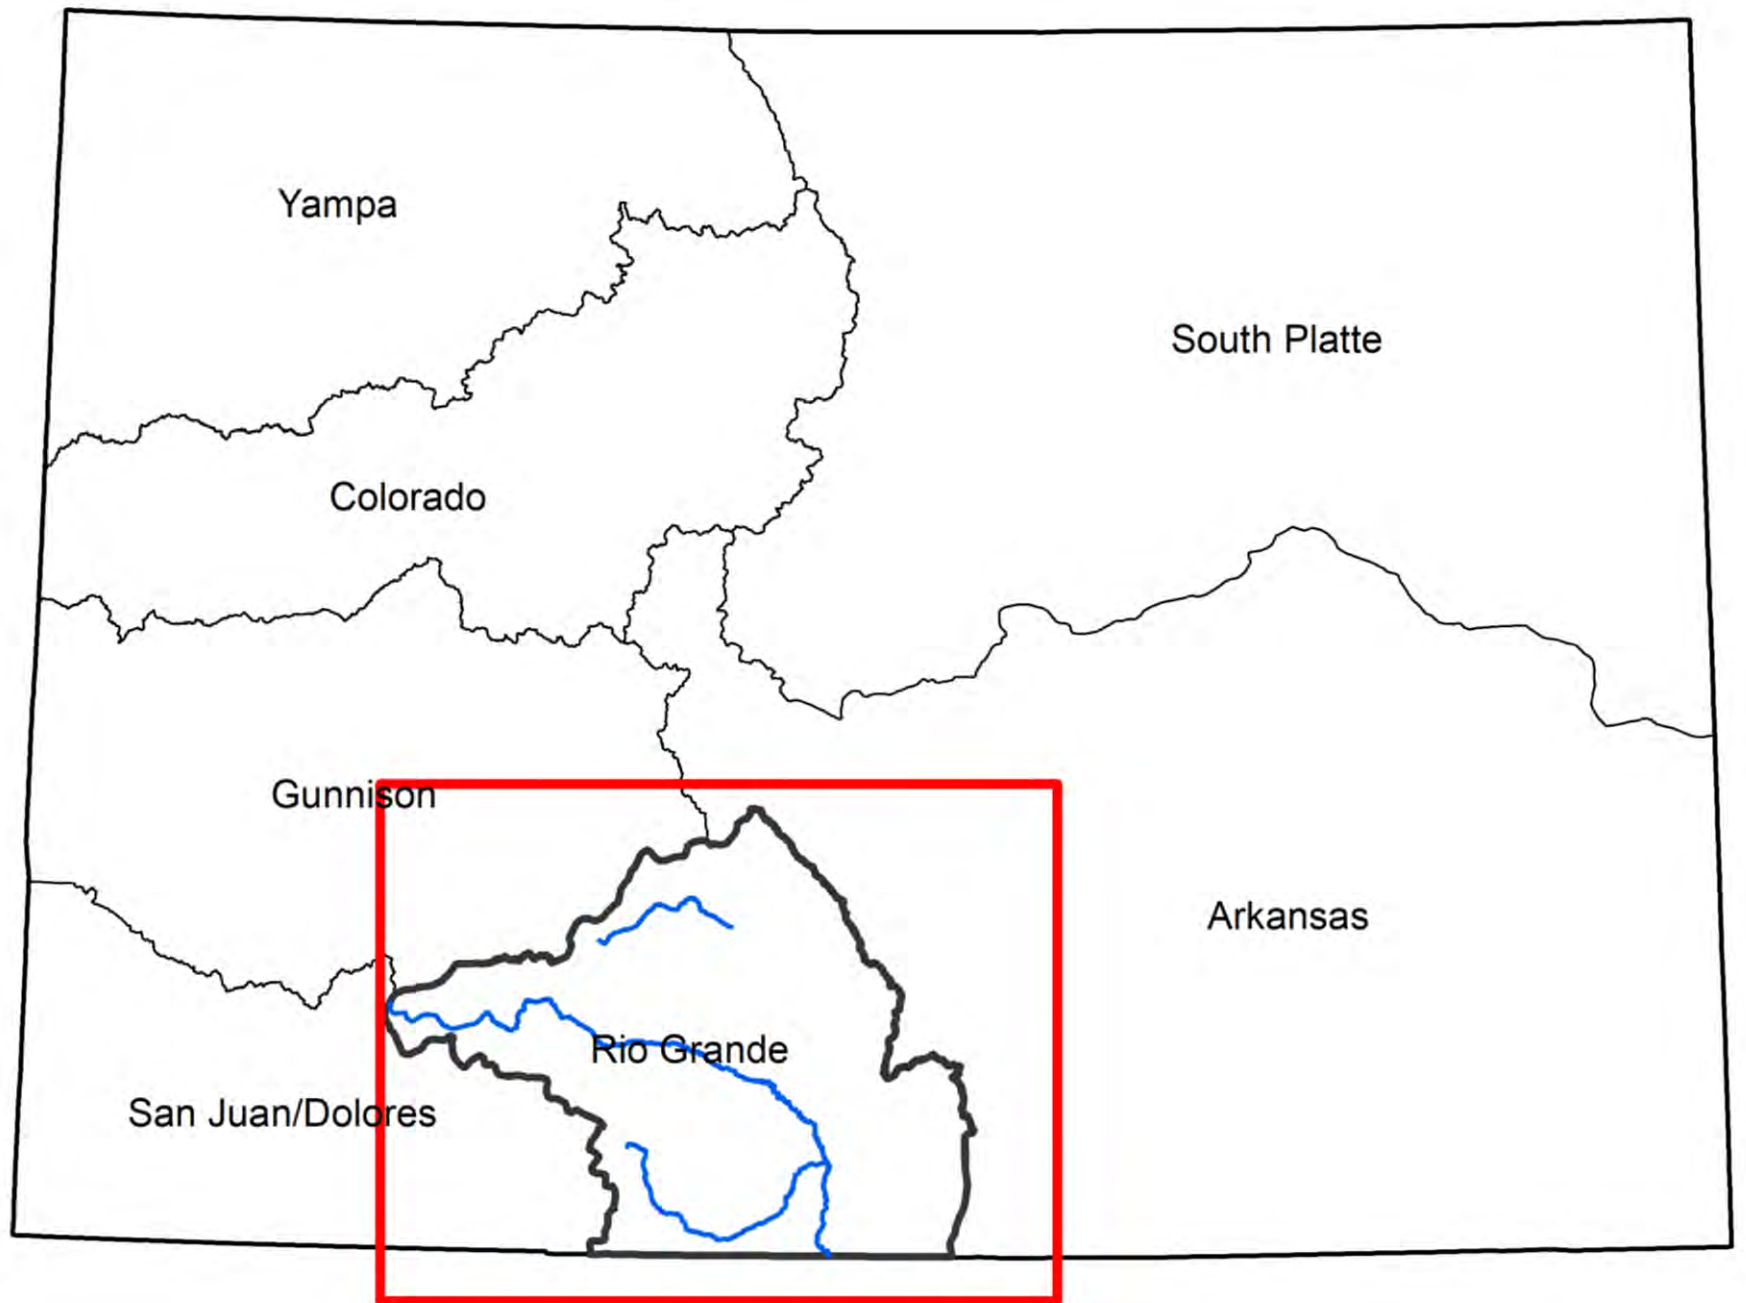 Yampa
South Platte
Colorado
Gunnison
Arkansas
Rio Grande
San Juan/Dolores